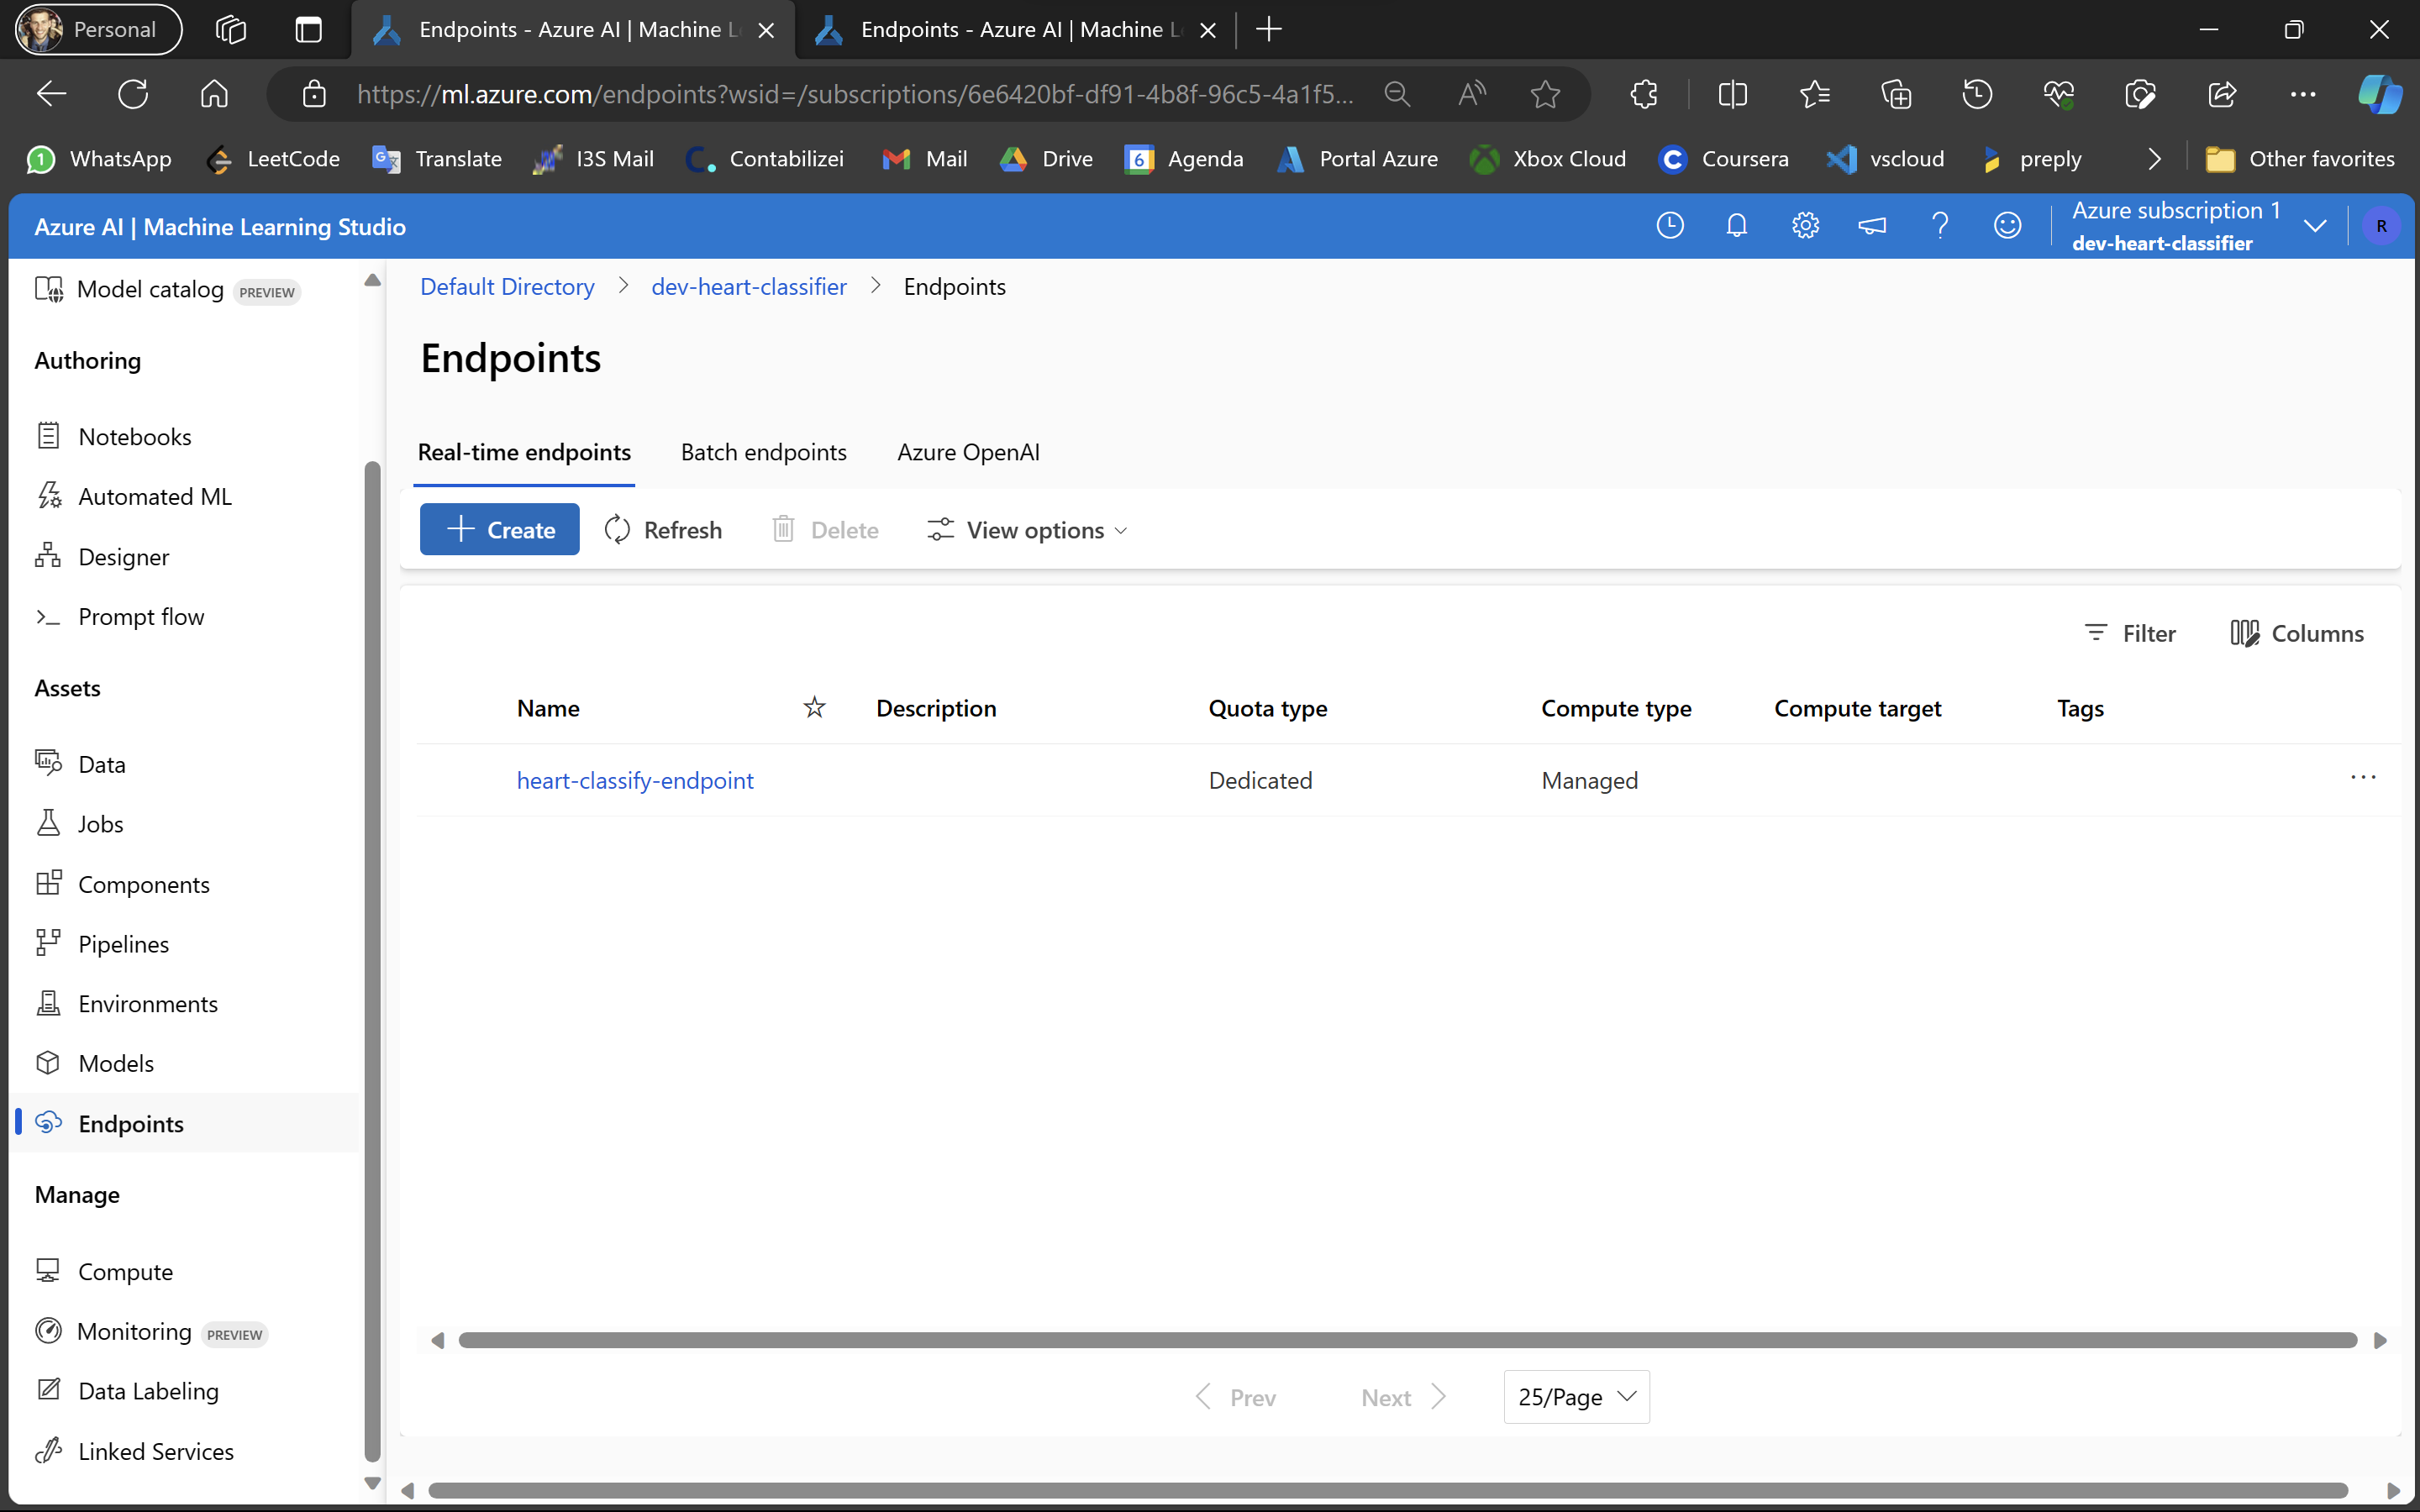 Personal
Endpoints - Azure AI | Machine L
Endpoints - Azure AI | Machine L
https://ml.azure.com/endpoints?wsid=/subscriptions/6e6420bf-df91-4b8f-96c5-4a1f5...
1 WhatsApp
LeetCode
Translate
I3S Mail
Contabilizei
Mail
Drive
6 Agenda
Portal Azure
Xbox Cloud
Coursera
vscloud
preply
Other favorites
Azure AI | Machine Learning Studio
Azure subscription 1
dev-heart-classifier
R
Model catalog PREVIEW
Authoring
Notebooks
Automated ML
Designer
Prompt flow
Assets
Data
Jobs
Components
Pipelines
Environments
Models
Endpoints
Manage
Compute
Monitoring PREVIEW
Data Labeling
Linked Services
Default Directory > dev-heart-classifier > Endpoints
Endpoints
Real-time endpoints Batch endpoints Azure OpenAI
Create Refresh Delete View options
Filter Columns
Name Description Quota type Compute type Compute target Tags
heart-classify-endpoint Dedicated Managed ...
Prev Next 25/Page